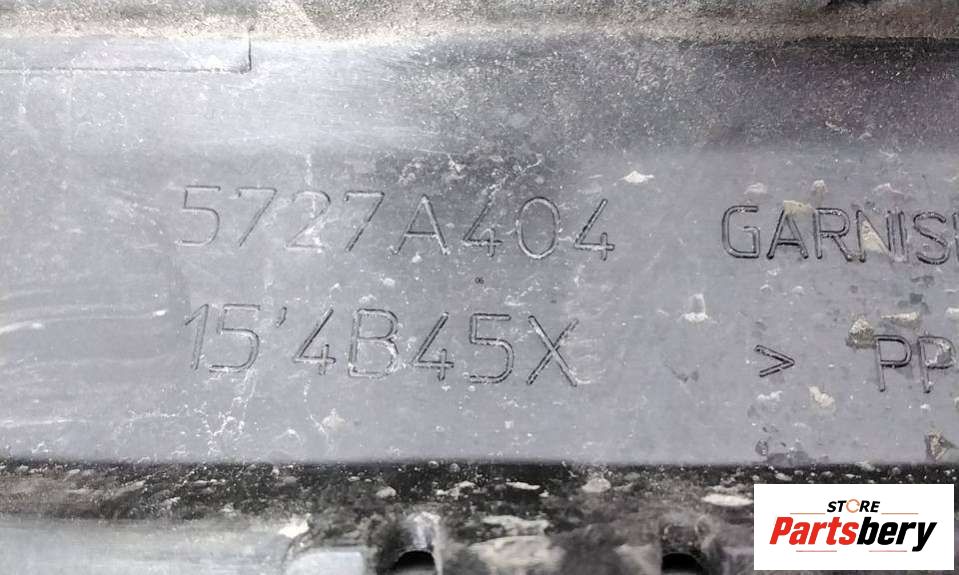 5727A404
GARNIS
15'4B45X
> PP
STORE
Partsbery